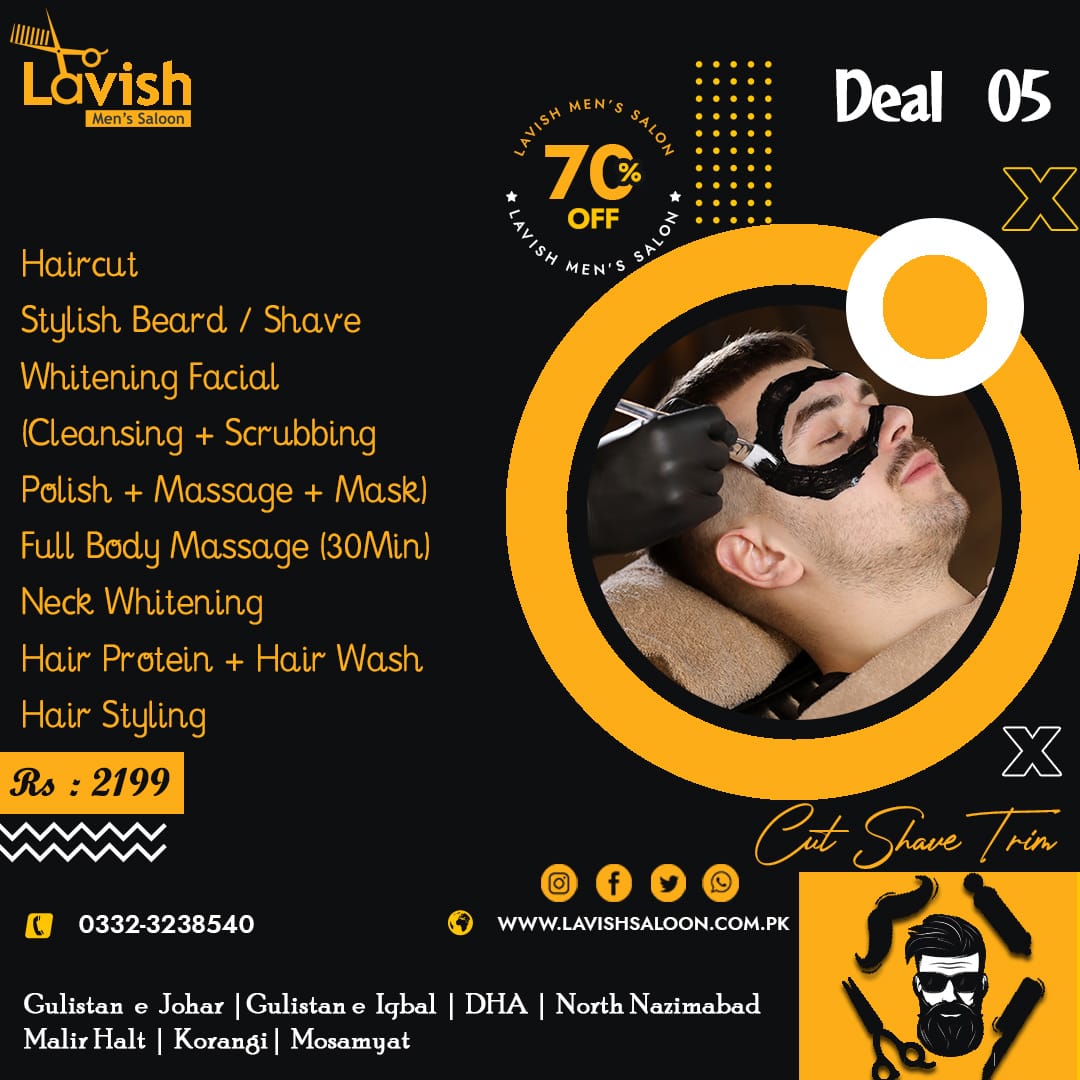 Lavish
Men's Saloon
Deal 05
LAVISH MEN'S SALON
70%
OFF
LAVISH MEN'S SALON
Haircut
Stylish Beard / Shave
Whitening Facial
(Cleansing + Scrubbing
Polish + Massage + Mask)
Full Body Massage (30Min)
Neck Whitening
Hair Protein + Hair Wash
Hair Styling
Rs : 2199
Cut Shave Trim
0332-3238540
WWW.LAVISHSALOON.COM.PK
Gulistan e Johar | Gulistan e Iqbal | DHA | North Nazimabad
Malir Halt | Korangi | Mosamyat